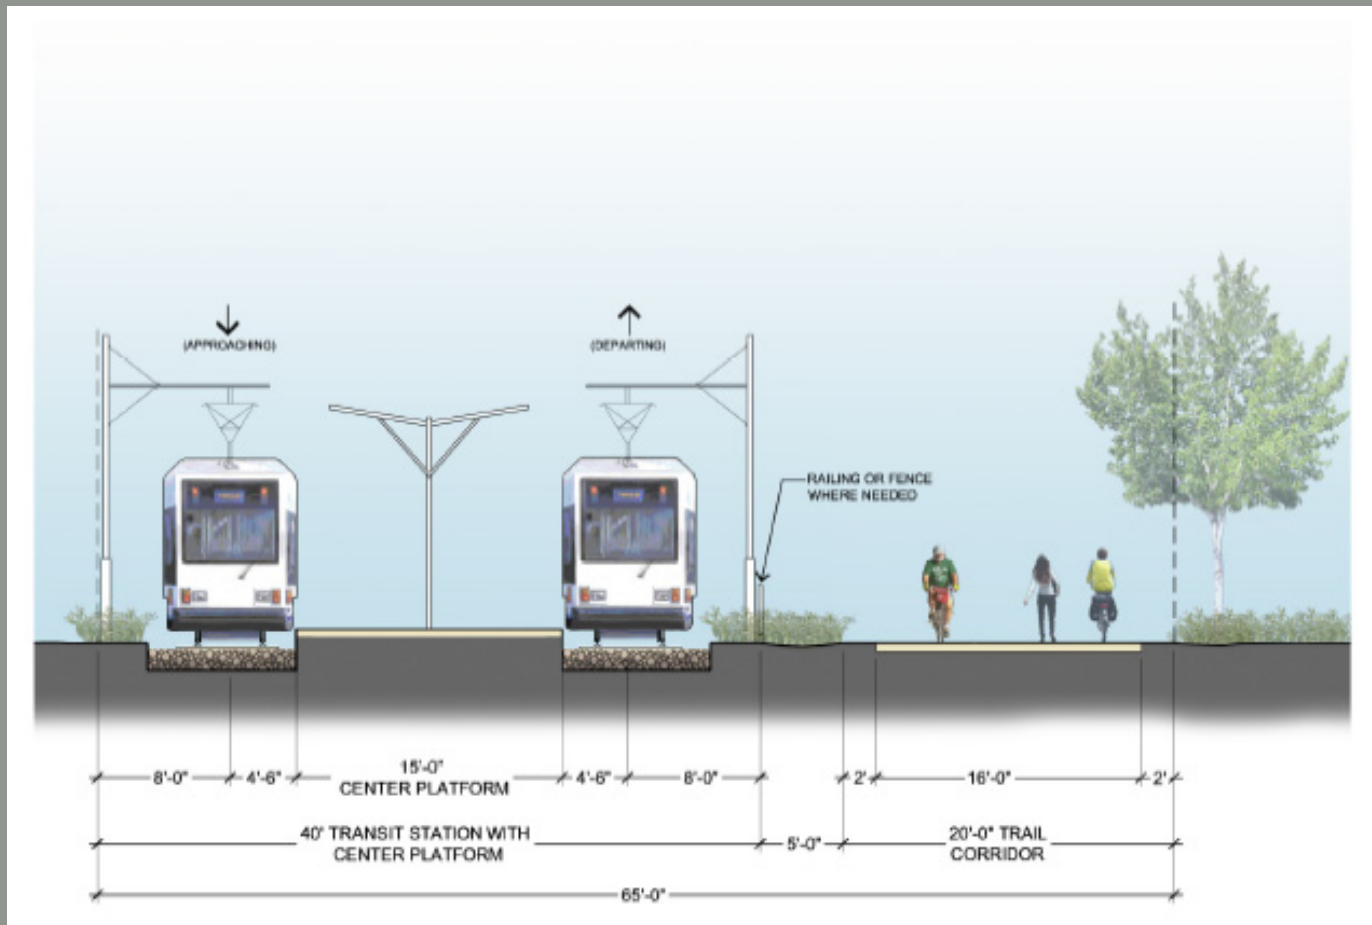 (APPROACHING)
(DEPARTING)
RAILING OR FENCE
WHERE NEEDED
8'-0"
4'-6"
15'-0"
CENTER PLATFORM
4'-6"
8'-0"
2'
16'-0"
2'
40' TRANSIT STATION WITH
CENTER PLATFORM
5'-0"
20'-0" TRAIL
CORRIDOR
65'-0"